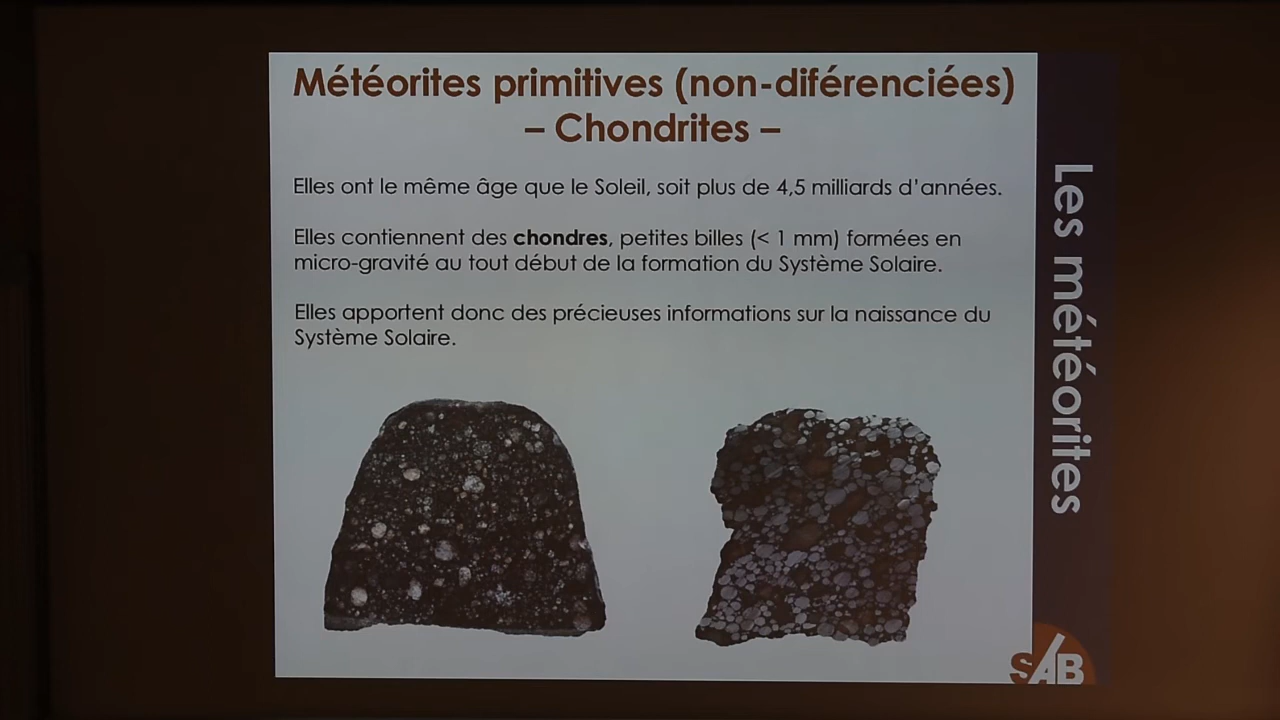 Météorites primitives (non-diférenciées)
– Chondrites –
Elles ont le même âge que le Soleil, soit plus de 4,5 milliards d'années.
Elles contiennent des chondres, petites billes (< 1 mm) formées en
micro-gravité au tout début de la formation du Système Solaire.
Elles apportent donc des précieuses informations sur la naissance du
Système Solaire.
Les météorites
SAB